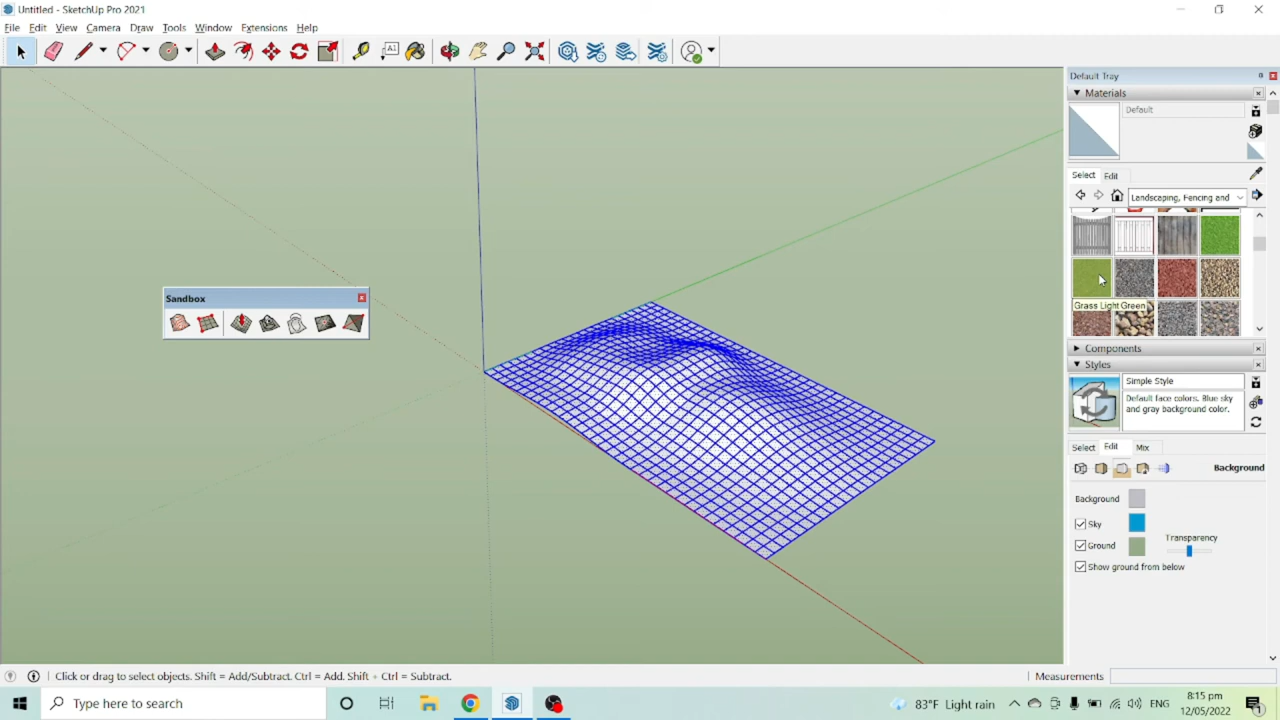 Untitled - SketchUp Pro 2021
File Edit View Camera Draw Tools Window Extensions Help
AI
Default Tray
Materials
Default
Select Edit
Landscaping, Fencing and
Grass Light Green
Sandbox
Components
Styles
Simple Style
Default face colors. Blue sky
and gray background color.
Select Edit Mix
Background
Background
Sky
Transparency
Ground
Show ground from below
Click or drag to select objects. Shift = Add/Subtract. Ctrl = Add. Shift + Ctrl = Subtract.
Measurements
Type here to search
83°F Light rain
ENG
8:15 pm
12/05/2022
1